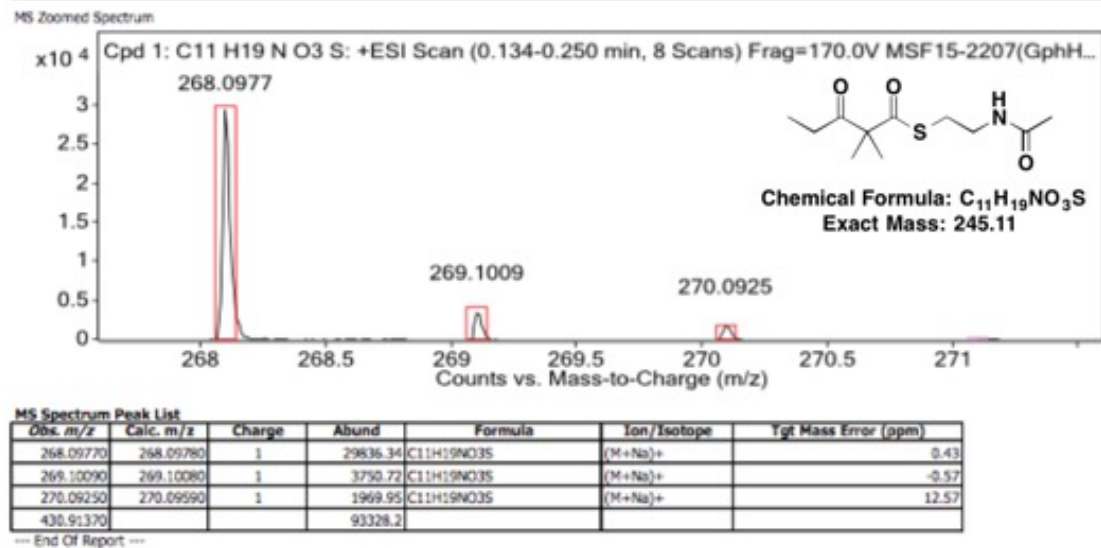 MS Zoomed Spectrum
x10 4
Cpd 1: C11 H19 N O3 S: +ESI Scan (0.134-0.250 min, 8 Scans) Frag=170.0V MSF15-2207(GphH...
268.0977
3
2.5
2
1.5
1
0.5
0
269.1009
270.0925
O O H
S N
O
Chemical Formula: C11H19NO3S
Exact Mass: 245.11
268 268.5 269 269.5 270 270.5 271
Counts vs. Mass-to-Charge (m/z)
MS Spectrum Peak List
Obs. m/z Calc. m/z Charge Abund Formula Ion/Isotope Tgt Mass Error (ppm)
268.09770 268.09780 1 29836.34 C11H19NO3S (M+Na)+ 0.43
269.10090 269.10080 1 3750.72 C11H19NO3S (M+Na)+ -0.57
270.09250 270.09590 1 1969.95 C11H19NO3S (M+Na)+ 12.57
430.91370 93328.2
--- End Of Report ---